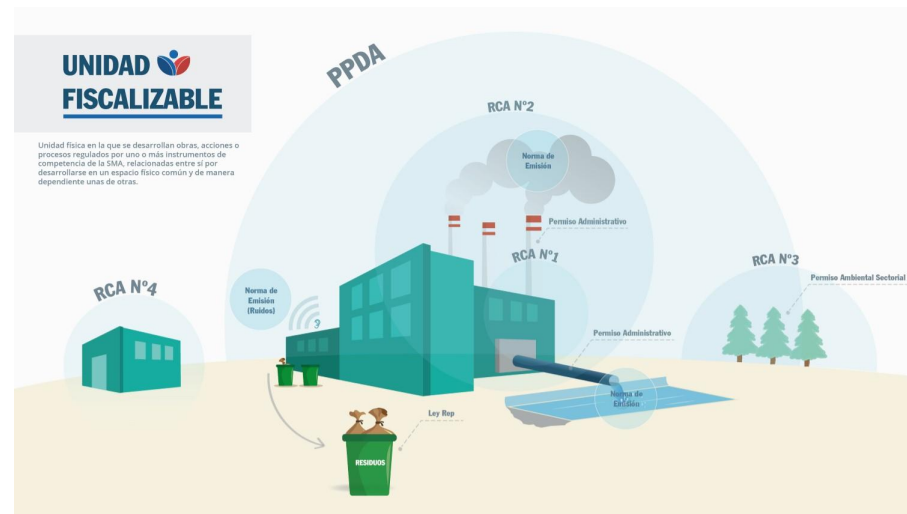 UNIDAD
FISCALIZABLE
Unidad física en la que se desarrollan obras, acciones o
procesos regulados por uno o más instrumentos de
competencia de la SMA, relacionadas entre sí por
desarrollarse en un espacio físico común y de manera
dependiente unas de otras.
PPDA
RCA N°2
Norma de
Emisión
Permiso Administrativo
RCA N°1
RCA N°3
Permiso Ambiental Sectorial
RCA N°4
Norma de
Emisión
(Ruidos)
Permiso Administrativo
Norma de
Emisión
Ley Rep
RESIDUOS